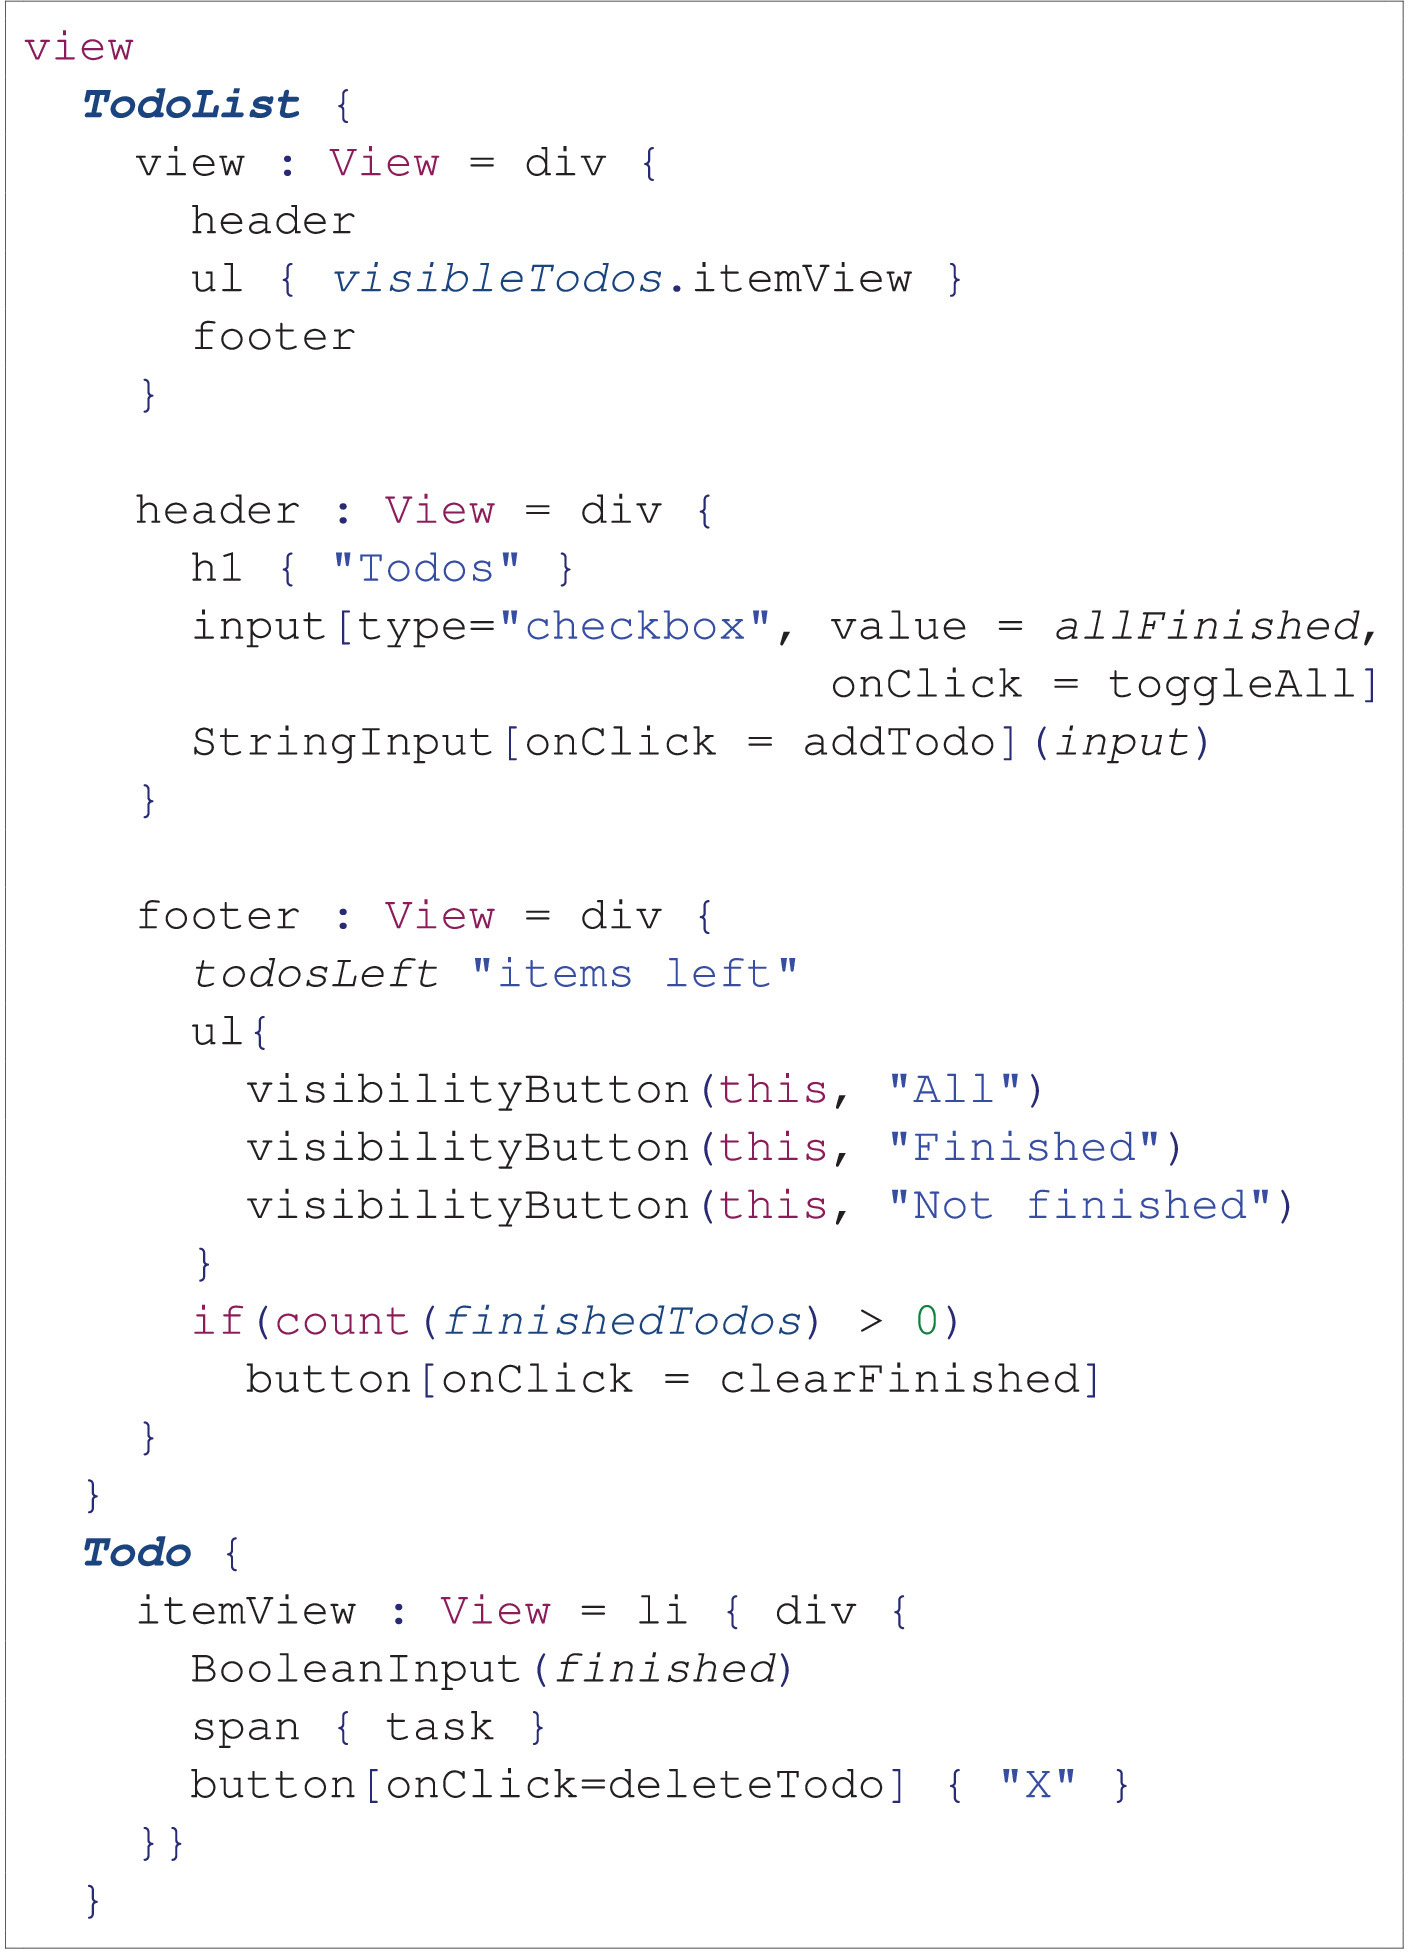 view
  TodoList {
    view : View = div {
      header
      ul { visibleTodos.itemView }
      footer
    }

    header : View = div {
      h1 { "Todos" }
      input[type="checkbox", value = allFinished,
                             onClick = toggleAll]
      StringInput[onClick = addTodo](input)
    }

    footer : View = div {
      todosLeft "items left"
      ul{
        visibilityButton(this, "All")
        visibilityButton(this, "Finished")
        visibilityButton(this, "Not finished")
      }
      if(count(finishedTodos) > 0)
        button[onClick = clearFinished]
    }
  }
  Todo {
    itemView : View = li { div {
      BooleanInput(finished)
      span { task }
      button[onClick=deleteTodo] { "X" }
    }}
  }